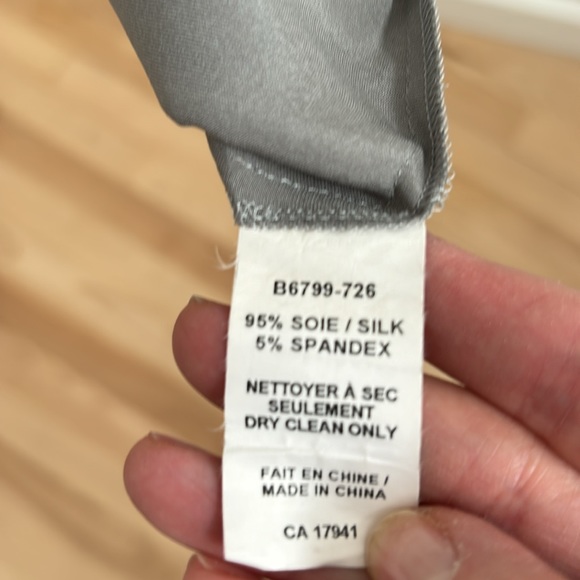 B6799-726
95% SOIE / SILK
5% SPANDEX
NETTOYER À SEC
SEULEMENT
DRY CLEAN ONLY
FAIT EN CHINE /
MADE IN CHINA
CA 17941